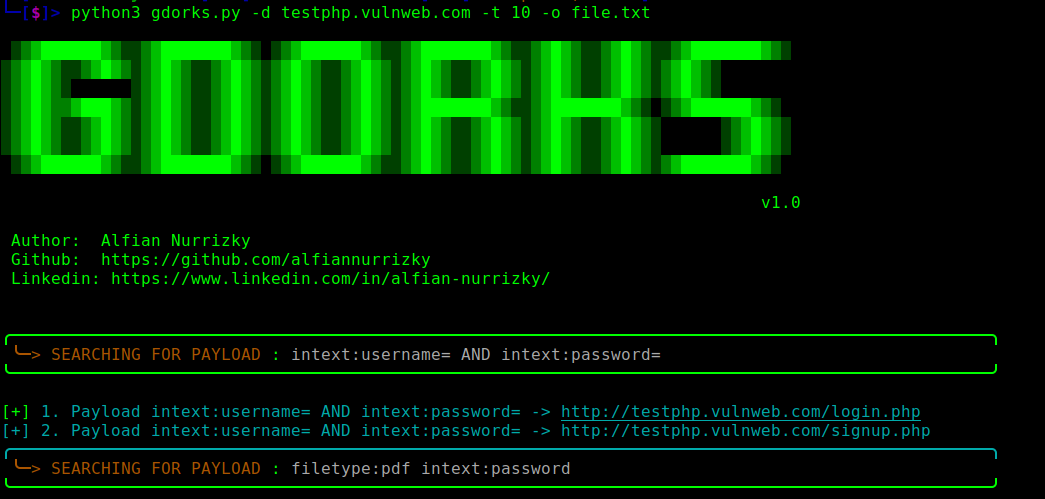 └─[$]> python3 gdorks.py -d testphp.vulnweb.com -t 10 -o file.txt
GDORKS
v1.0
Author:  Alfian Nurrizky
Github:  https://github.com/alfiannurrizky
Linkedin: https://www.linkedin.com/in/alfian-nurrizky/
╰─> SEARCHING FOR PAYLOAD : intext:username= AND intext:password=
[+] 1. Payload intext:username= AND intext:password= -> http://testphp.vulnweb.com/login.php
[+] 2. Payload intext:username= AND intext:password= -> http://testphp.vulnweb.com/signup.php
╰─> SEARCHING FOR PAYLOAD : filetype:pdf intext:password